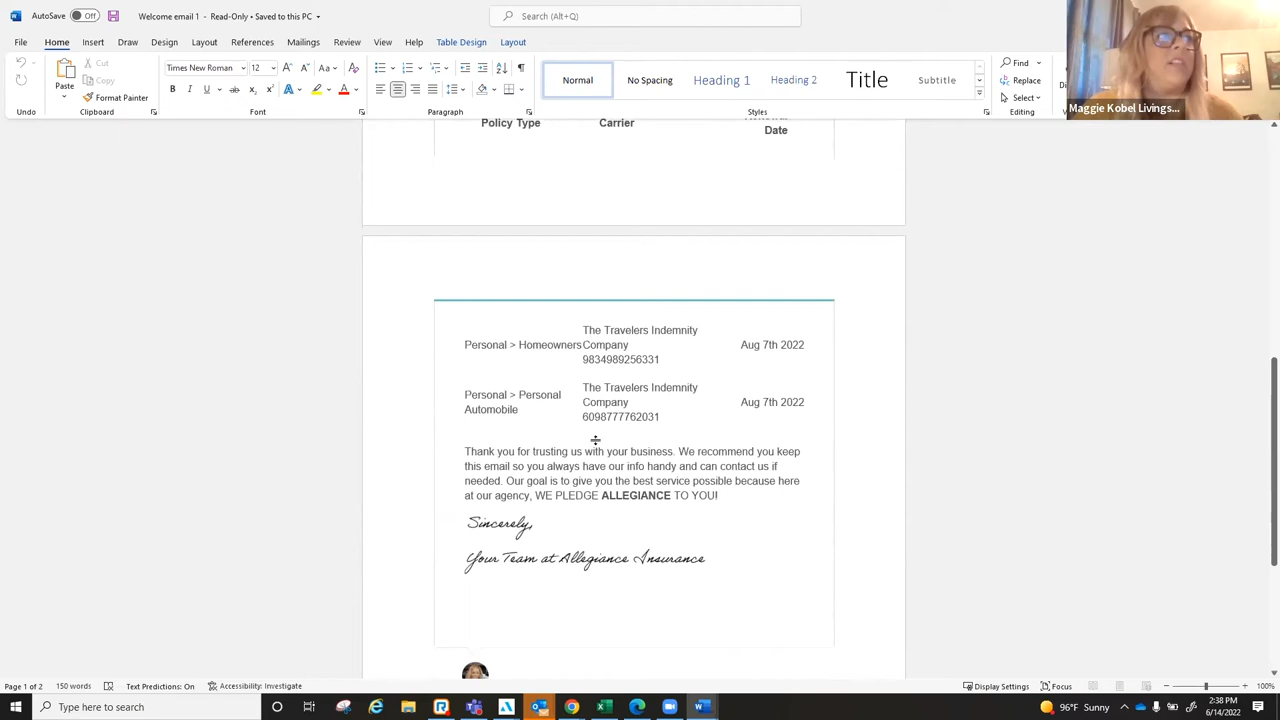 AutoSave Off Welcome email 1 - Read-Only • Saved to this PC Search (Alt+Q)
File Home Insert Draw Design Layout References Mailings Review View Help Table Design Layout
Paste Cut Copy Format Painter
Times New Roman 12
Normal No Spacing Heading 1 Heading 2 Title Subtitle
Find Replace Select
Undo Clipboard Font Paragraph Styles Editing
Maggie Kobel Livings...
Policy Type Carrier
Date
The Travelers Indemnity
Personal > Homeowners Company Aug 7th 2022
9834989256331
The Travelers Indemnity
Personal > Personal Company Aug 7th 2022
Automobile 6098777762031
Thank you for trusting us with your business. We recommend you keep
this email so you always have our info handy and can contact us if
needed. Our goal is to give you the best service possible because here
at our agency, WE PLEDGE ALLEGIANCE TO YOU!
Sincerely,
Your Team at Allegiance Insurance
Page 1 of 2 150 words Text Predictions: On Accessibility: Investigate Display Settings Focus 100%
Type here to search 96°F Sunny 2:38 PM
6/14/2022